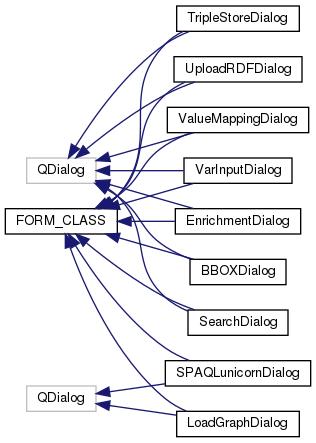 TripleStoreDialog
UploadRDFDialog
ValueMappingDialog
QDialog
VarInputDialog
FORM_CLASS
EnrichmentDialog
BBOXDialog
SearchDialog
SPAQLunicornDialog
QDialog
LoadGraphDialog